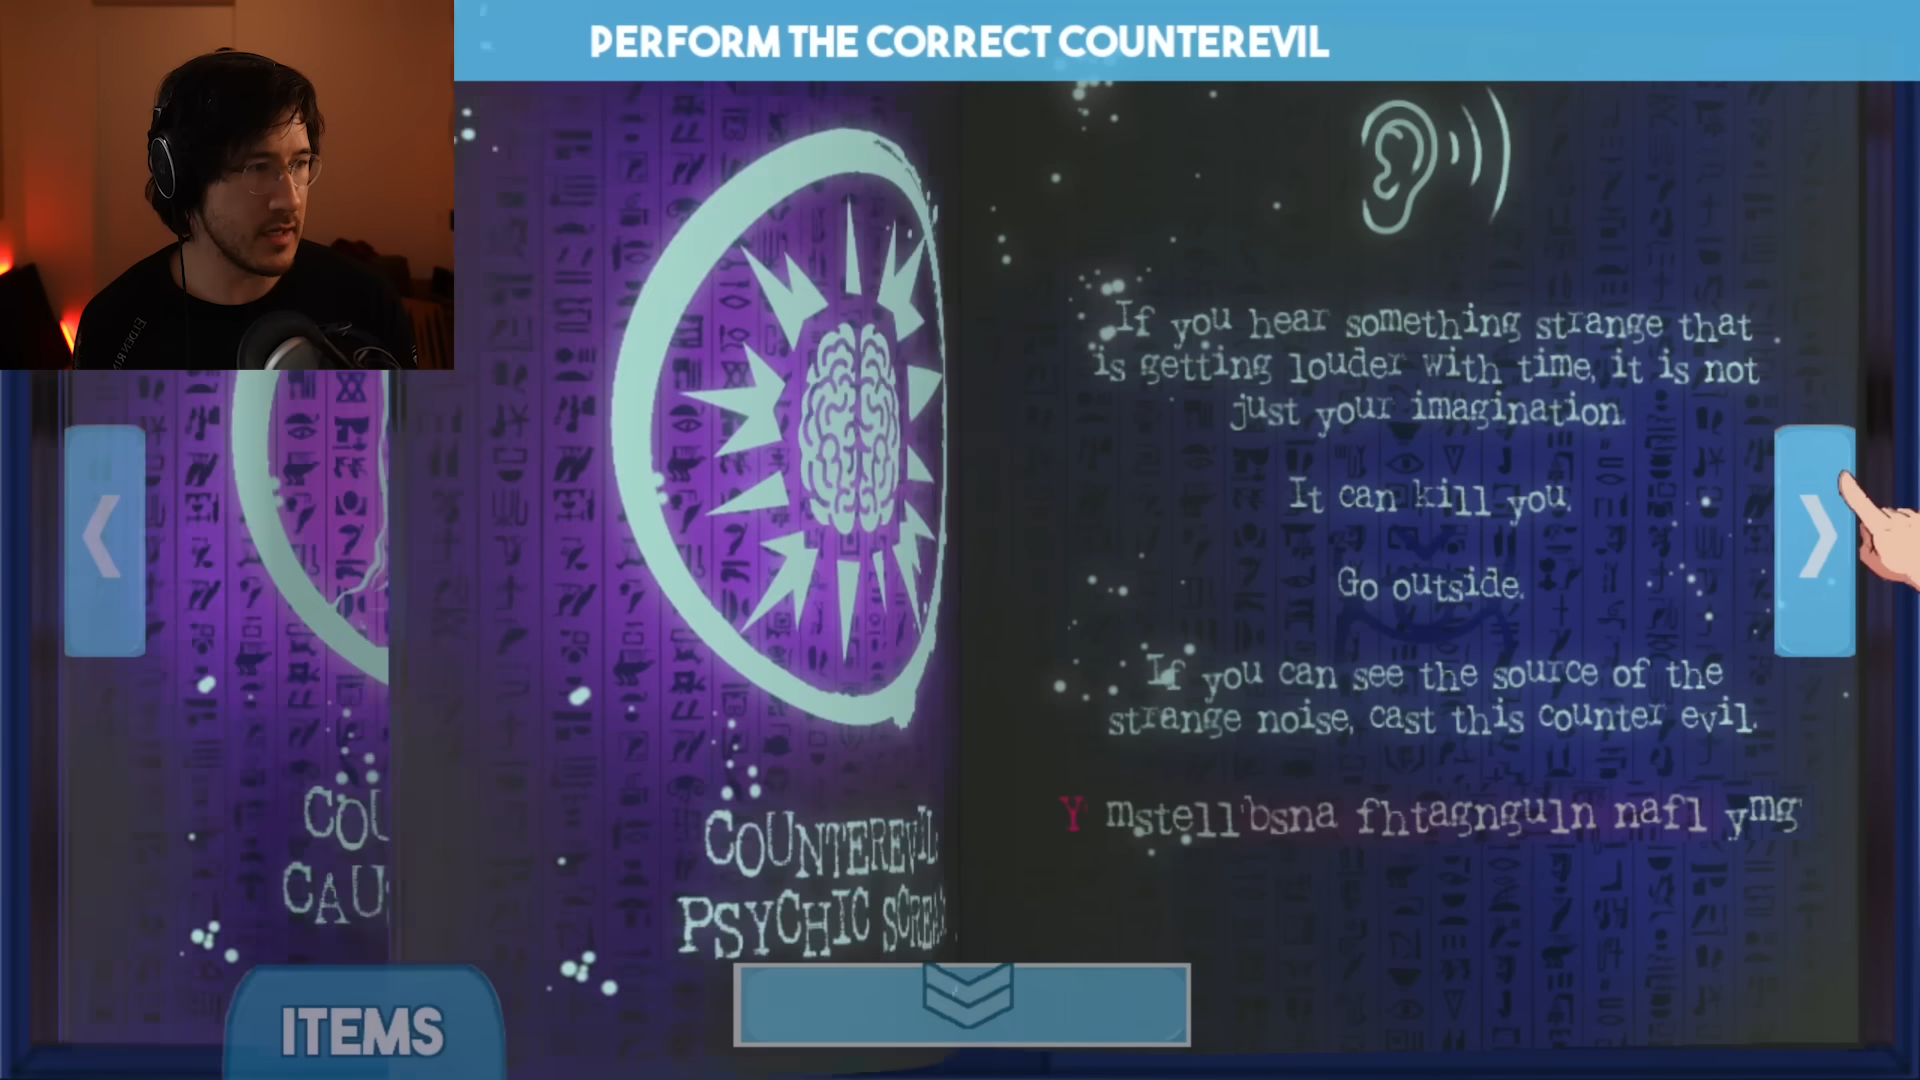 PERFORM THE CORRECT COUNTEREVIL
If you hear something strange that
is getting louder with time, it is not
just your imagination.
It can kill you.
Go outside.
If you can see the source of the
strange noise, cast this counter evil.
Y' mstell'bsna fhtagnguln nafl ymg'
COUNTEREVIL:
PSYCHIC SCREA
COU
CAU
ITEMS